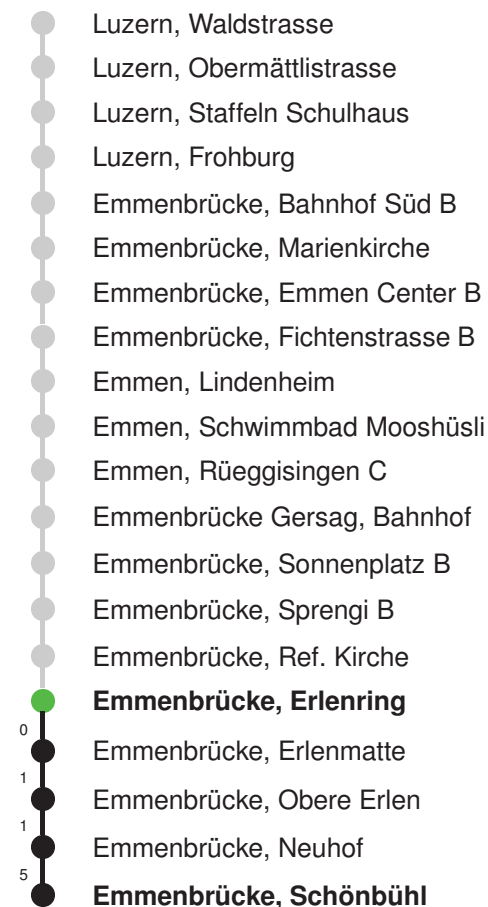 Luzern, Waldstrasse
Luzern, Obermättlistrasse
Luzern, Staffeln Schulhaus
Luzern, Frohburg
Emmenbrücke, Bahnhof Süd B
Emmenbrücke, Marienkirche
Emmenbrücke, Emmen Center B
Emmenbrücke, Fichtenstrasse B
Emmen, Lindenheim
Emmen, Schwimmbad Mooshüsli
Emmen, Rüeggisingen C
Emmenbrücke Gersag, Bahnhof
Emmenbrücke, Sonnenplatz B
Emmenbrücke, Sprengi B
Emmenbrücke, Ref. Kirche
Emmenbrücke, Erlenring
0
Emmenbrücke, Erlenmatte
1
Emmenbrücke, Obere Erlen
1
Emmenbrücke, Neuhof
5
Emmenbrücke, Schönbühl